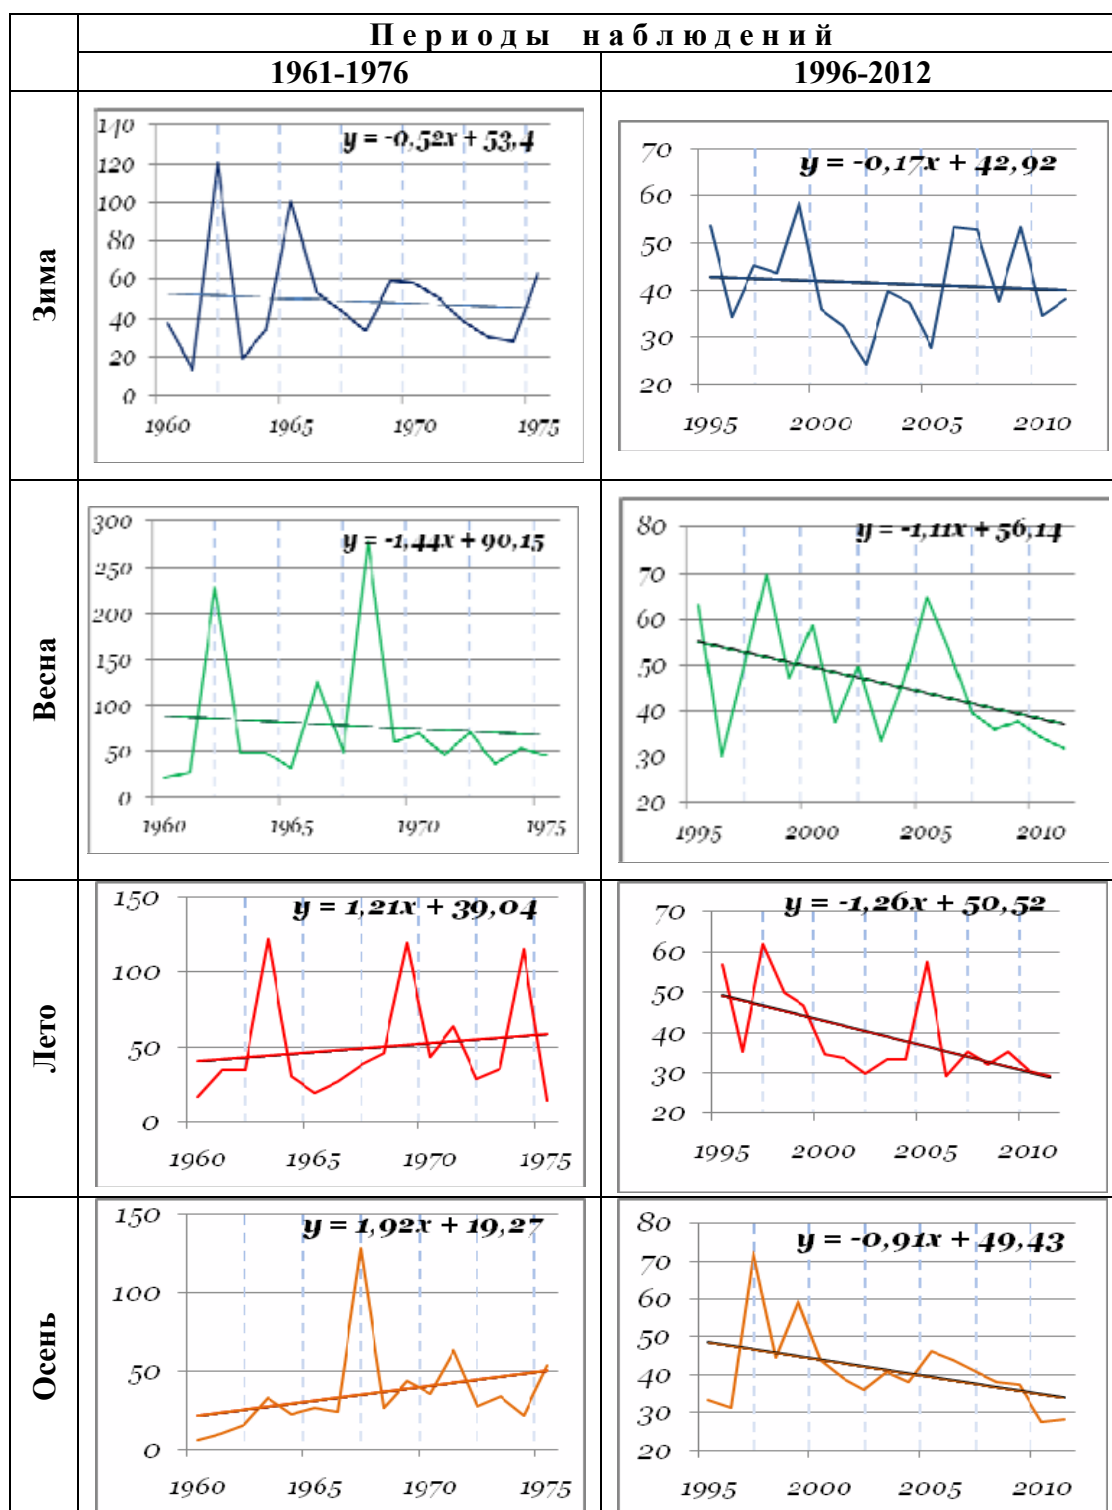 Периоды наблюдений
1961-1976 1996-2012
Зима
y = -0,52x + 53,4
140
120
100
80
60
40
20
0
1960 1965 1970 1975
y = -0,17x + 42,92
70
60
50
40
30
20
1995 2000 2005 2010
Весна
y = -1,44x + 90,15
300
250
200
150
100
50
0
1960 1965 1970 1975
y = -1,11x + 56,14
80
70
60
50
40
30
20
1995 2000 2005 2010
Лето
y = 1,21x + 39,04
150
100
50
0
1960 1965 1970 1975
y = -1,26x + 50,52
70
60
50
40
30
20
1995 2000 2005 2010
Осень
y = 1,92x + 19,27
150
100
50
0
1960 1965 1970 1975
y = -0,91x + 49,43
80
70
60
50
40
30
20
1995 2000 2005 2010